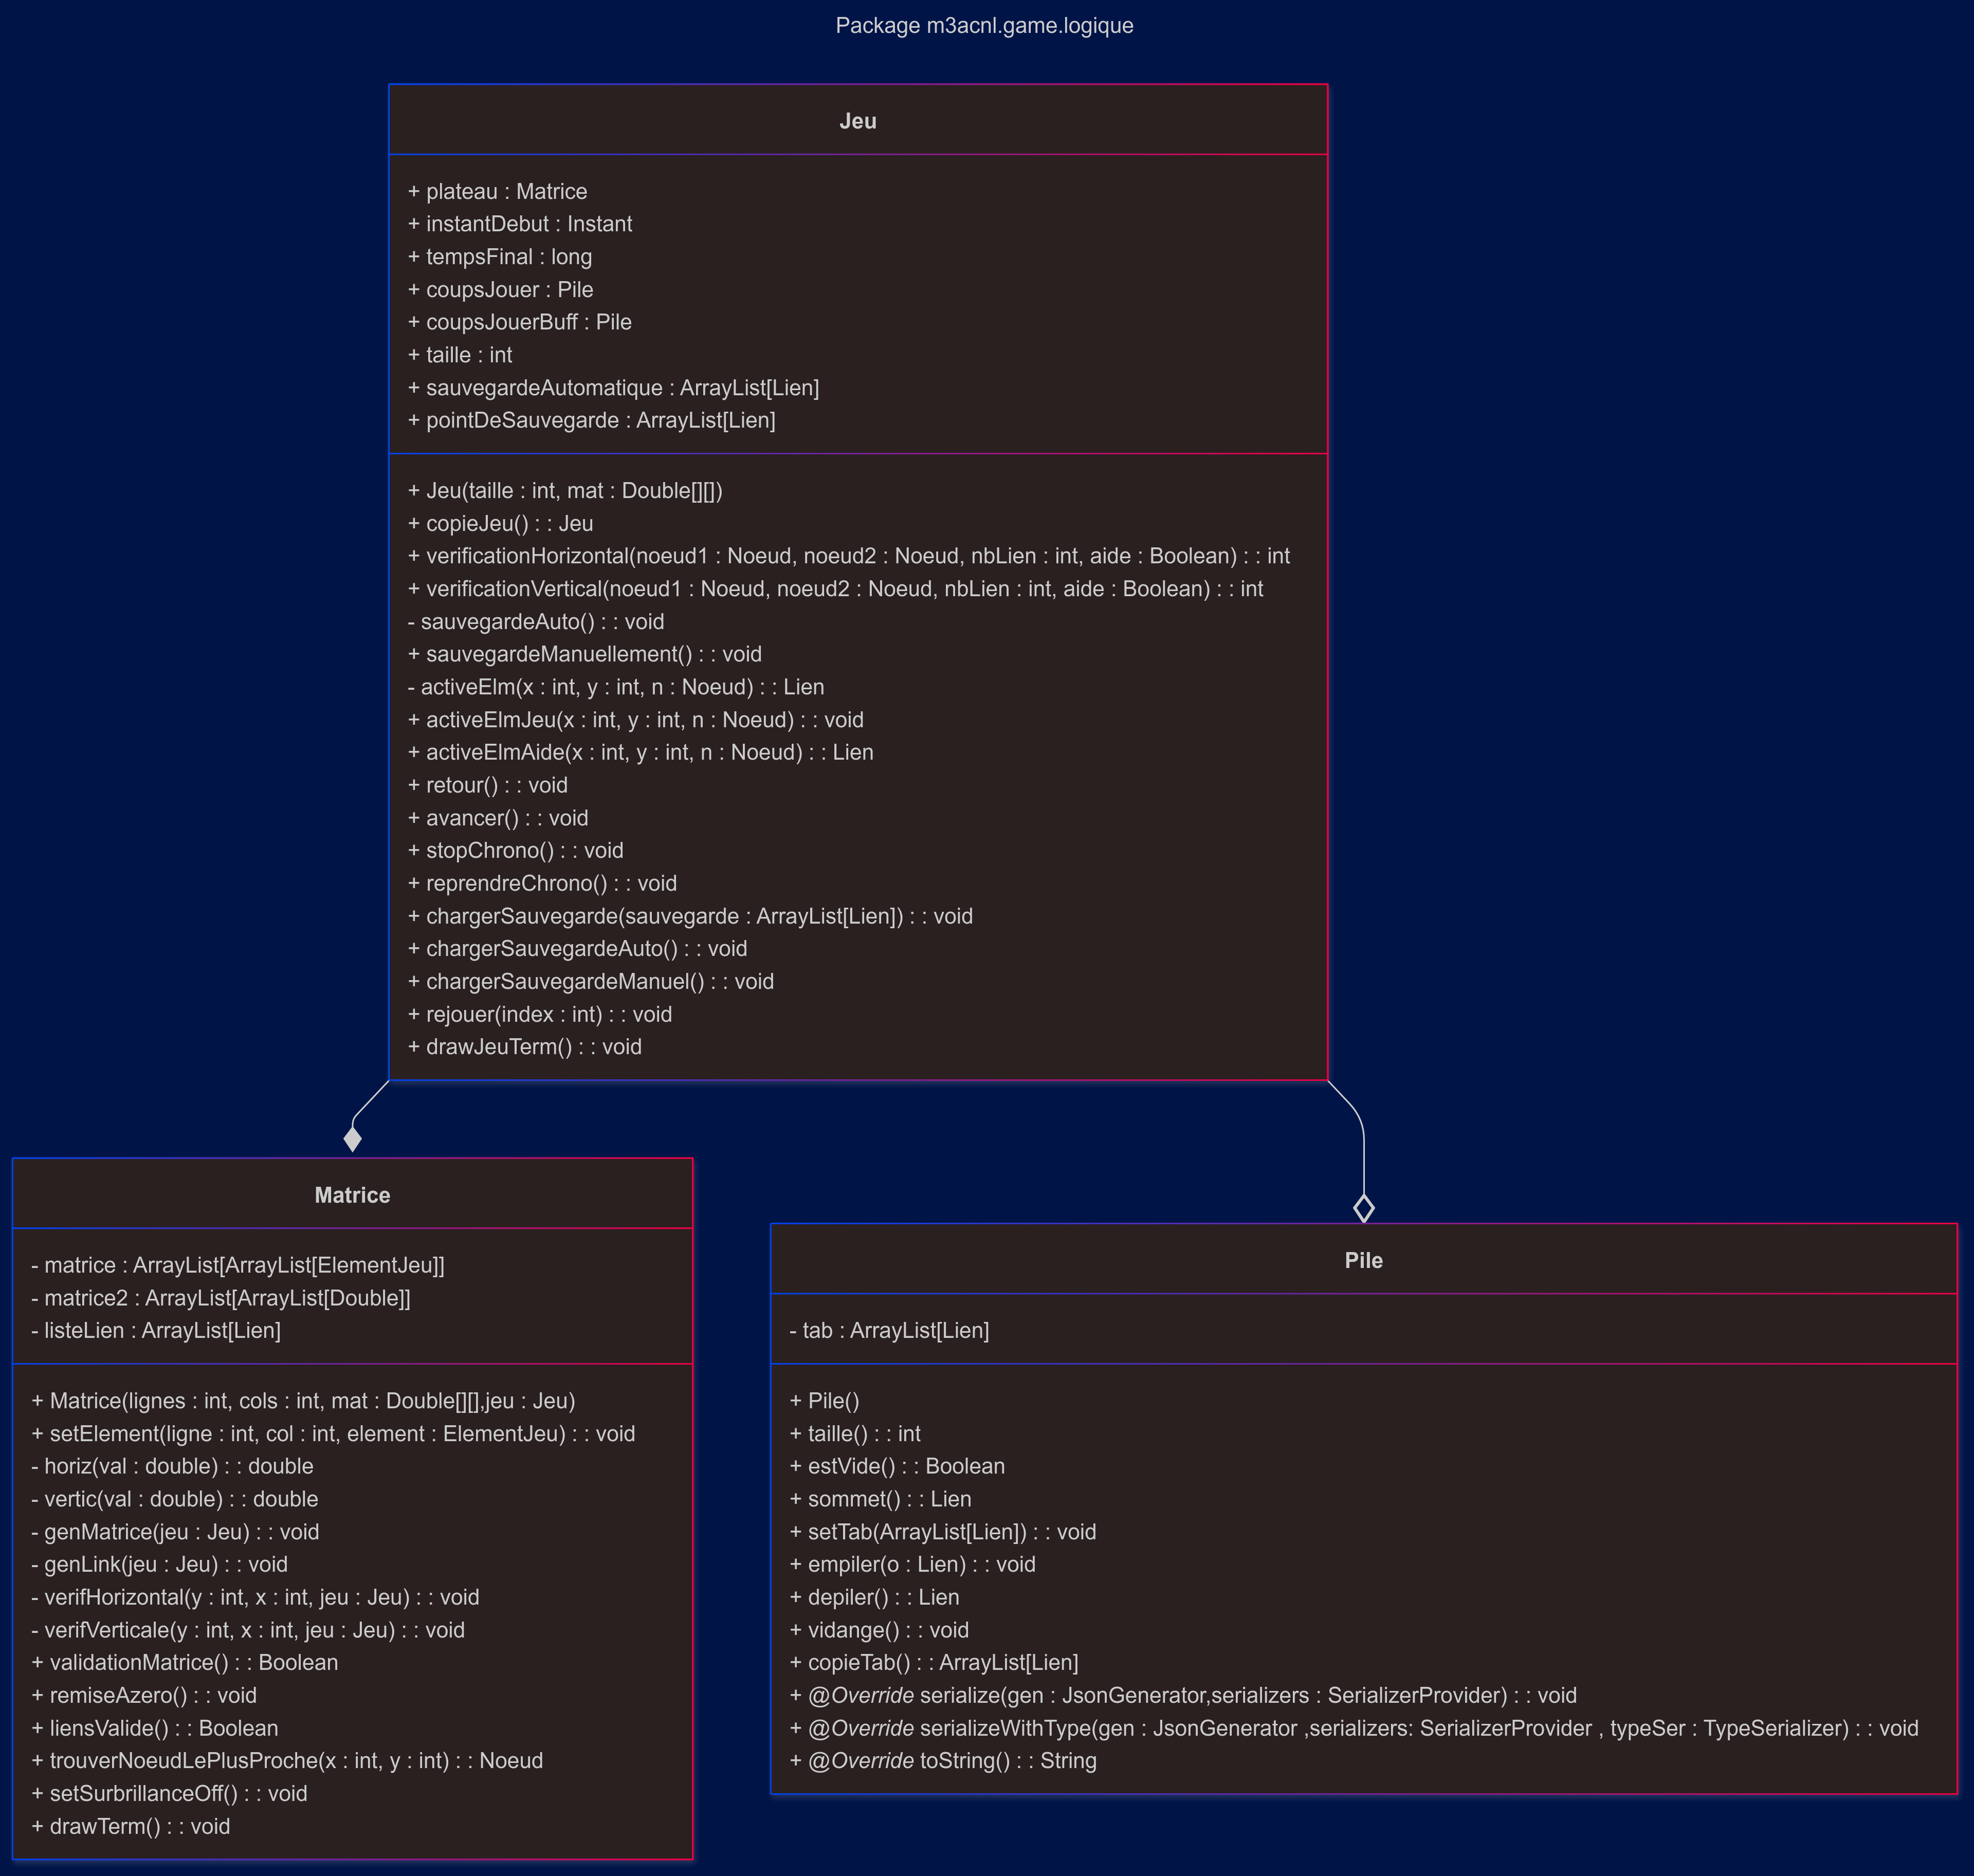 Package m3acnl.game.logique
Jeu
+ plateau : Matrice
+ instantDebut : Instant
+ tempsFinal : long
+ coupsJouer : Pile
+ coupsJouerBuff : Pile
+ taille : int
+ sauvegardeAutomatique : ArrayList[Lien]
+ pointDeSauvegarde : ArrayList[Lien]
+ Jeu(taille : int, mat : Double[][])
+ copieJeu() : : Jeu
+ verificationHorizontal(noeud1 : Noeud, noeud2 : Noeud, nbLien : int, aide : Boolean) : : int
+ verificationVertical(noeud1 : Noeud, noeud2 : Noeud, nbLien : int, aide : Boolean) : : int
- sauvegardeAuto() : : void
+ sauvegardeManuellement() : : void
- activeElm(x : int, y : int, n : Noeud) : : Lien
+ activeElmJeu(x : int, y : int, n : Noeud) : : void
+ activeElmAide(x : int, y : int, n : Noeud) : : Lien
+ retour() : : void
+ avancer() : : void
+ stopChrono() : : void
+ reprendreChrono() : : void
+ chargerSauvegarde(sauvegarde : ArrayList[Lien]) : : void
+ chargerSauvegardeAuto() : : void
+ chargerSauvegardeManuel() : : void
+ rejouer(index : int) : : void
+ drawJeuTerm() : : void
Matrice
- matrice : ArrayList[ArrayList[ElementJeu]]
- matrice2 : ArrayList[ArrayList[Double]]
- listeLien : ArrayList[Lien]
+ Matrice(lignes : int, cols : int, mat : Double[][],jeu : Jeu)
+ setElement(ligne : int, col : int, element : ElementJeu) : : void
- horiz(val : double) : : double
- vertic(val : double) : : double
- genMatrice(jeu : Jeu) : : void
- genLink(jeu : Jeu) : : void
- verifHorizontal(y : int, x : int, jeu : Jeu) : : void
- verifVerticale(y : int, x : int, jeu : Jeu) : : void
+ validationMatrice() : : Boolean
+ remiseAzero() : : void
+ liensValide() : : Boolean
+ trouverNoeudLePlusProche(x : int, y : int) : : Noeud
+ setSurbrillanceOff() : : void
+ drawTerm() : : void
Pile
- tab : ArrayList[Lien]
+ Pile()
+ taille() : : int
+ estVide() : : Boolean
+ sommet() : : Lien
+ setTab(ArrayList[Lien]) : : void
+ empiler(o : Lien) : : void
+ depiler() : : Lien
+ vidange() : : void
+ copieTab() : : ArrayList[Lien]
+ @Override serialize(gen : JsonGenerator,serializers : SerializerProvider) : : void
+ @Override serializeWithType(gen : JsonGenerator ,serializers: SerializerProvider , typeSer : TypeSerializer) : : void
+ @Override toString() : : String